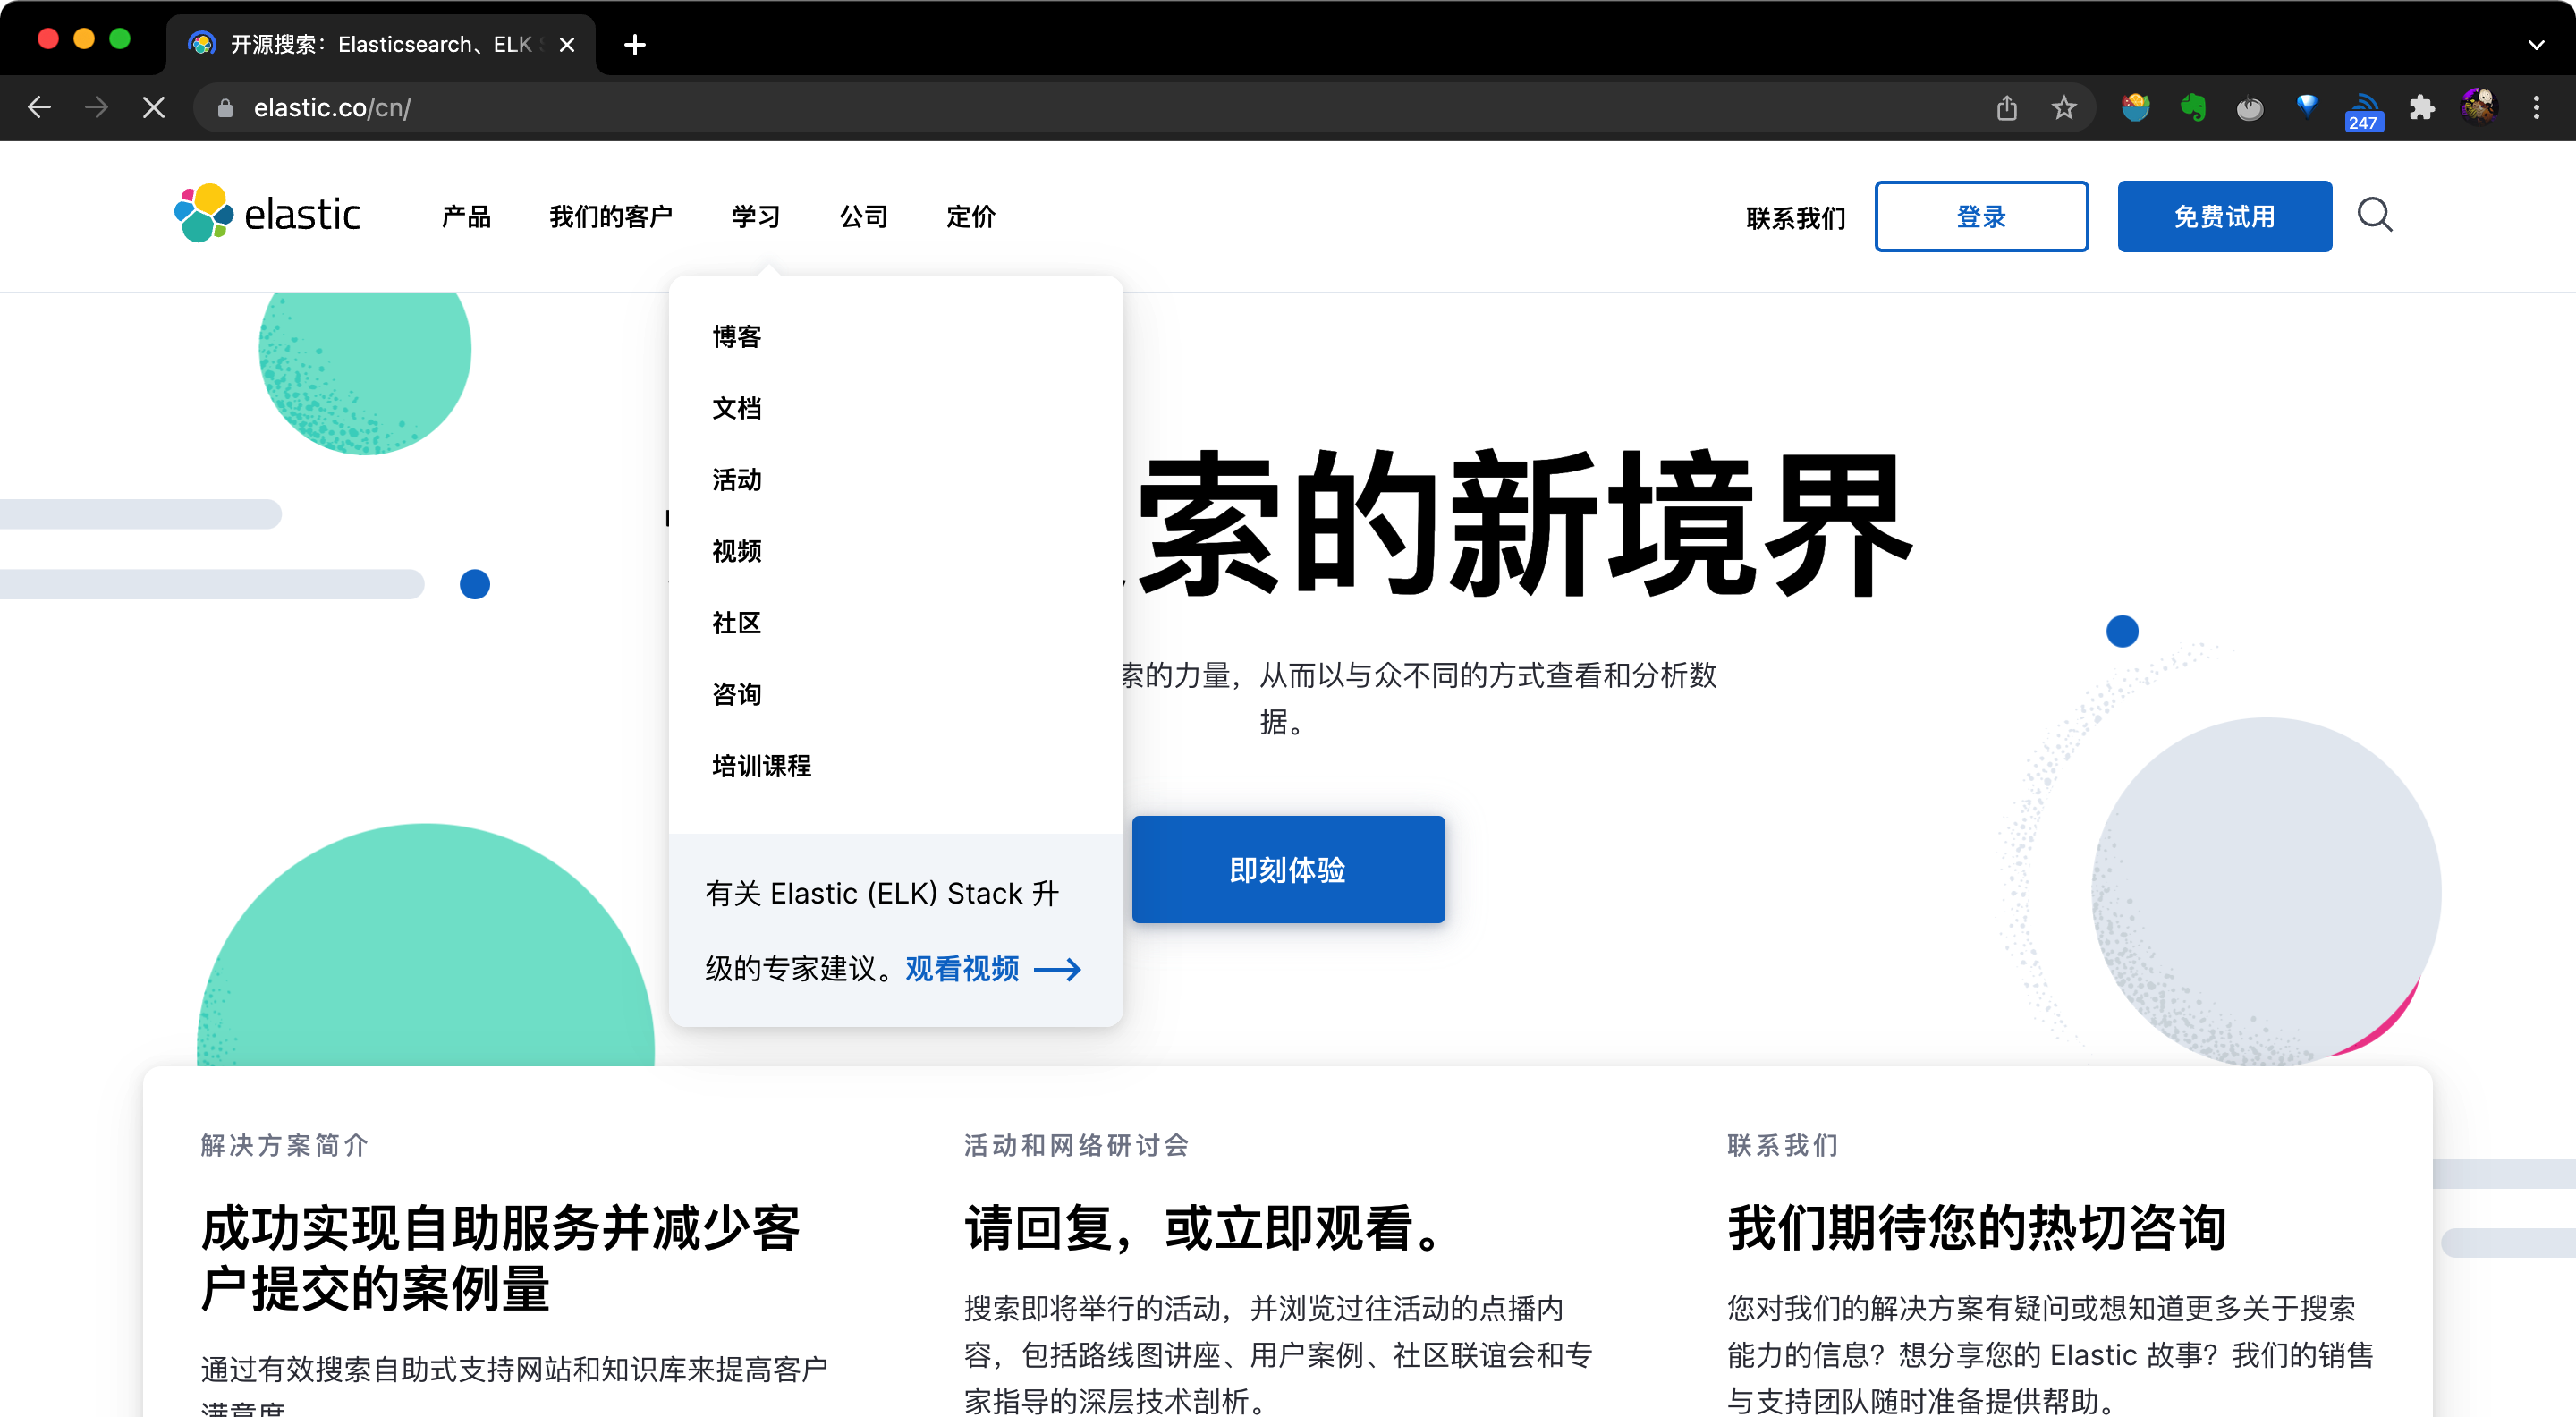 开源搜索：Elasticsearch、ELK
elastic.co/cn/
247
elastic
产品
我们的客户
学习
公司
定价
联系我们
登录
免费试用
博客
文档
活动
视频
社区
咨询
培训课程
有关 Elastic (ELK) Stack 升
级的专家建议。观看视频
索的新境界
索的力量，从而以与众不同的方式查看和分析数
据。
即刻体验
解决方案简介
成功实现自助服务并减少客
户提交的案例量
通过有效搜索自助式支持网站和知识库来提高客户
满意度
活动和网络研讨会
请回复，或立即观看。
搜索即将举行的活动，并浏览过往活动的点播内
容，包括路线图讲座、用户案例、社区联谊会和专
家指导的深层技术剖析。
联系我们
我们期待您的热切咨询
您对我们的解决方案有疑问或想知道更多关于搜索
能力的信息？想分享您的 Elastic 故事？我们的销售
与支持团队随时准备提供帮助。